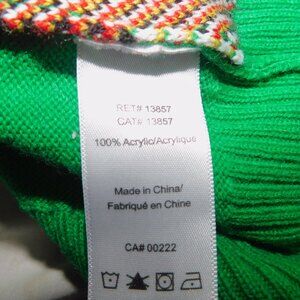 RET# 13857
CAT# 13857
100% Acrylic/Acrylique
Made in China/
Fabriqué en Chine
CA# 00222